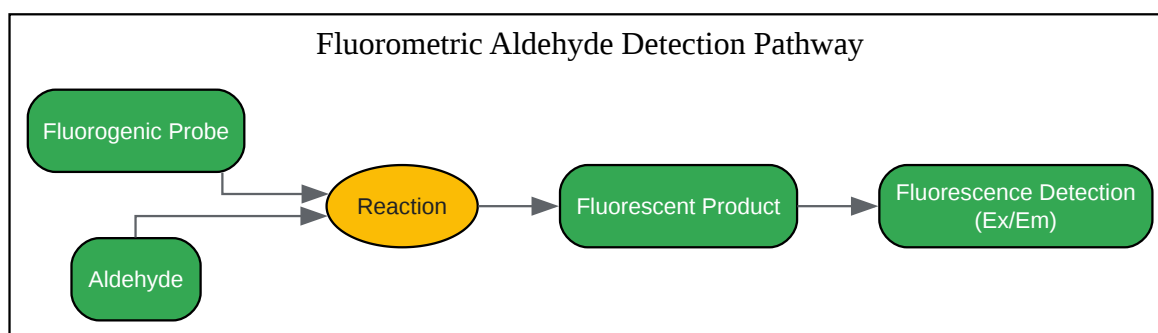 Fluorometric Aldehyde Detection Pathway
Fluorogenic Probe
Aldehyde
Reaction
Fluorescent Product
Fluorescence Detection
(Ex/Em)